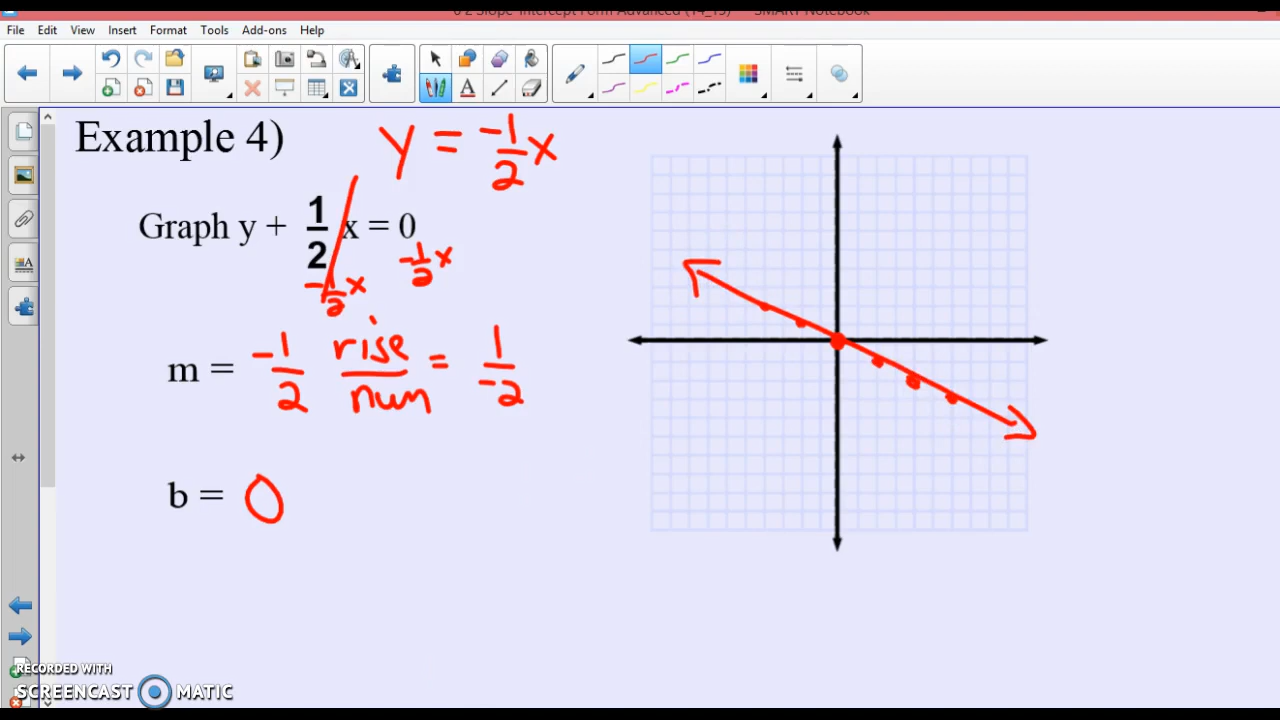 File Edit View Insert Format Tools Add-ons Help
Example 4)
y = -1/2 x
Graph y + 1/2 x = 0
-1/2 x -1/2 x
m = -1/2 rise/run = 1/-2
b = 0
RECORDED WITH
SCREENCAST MATIC